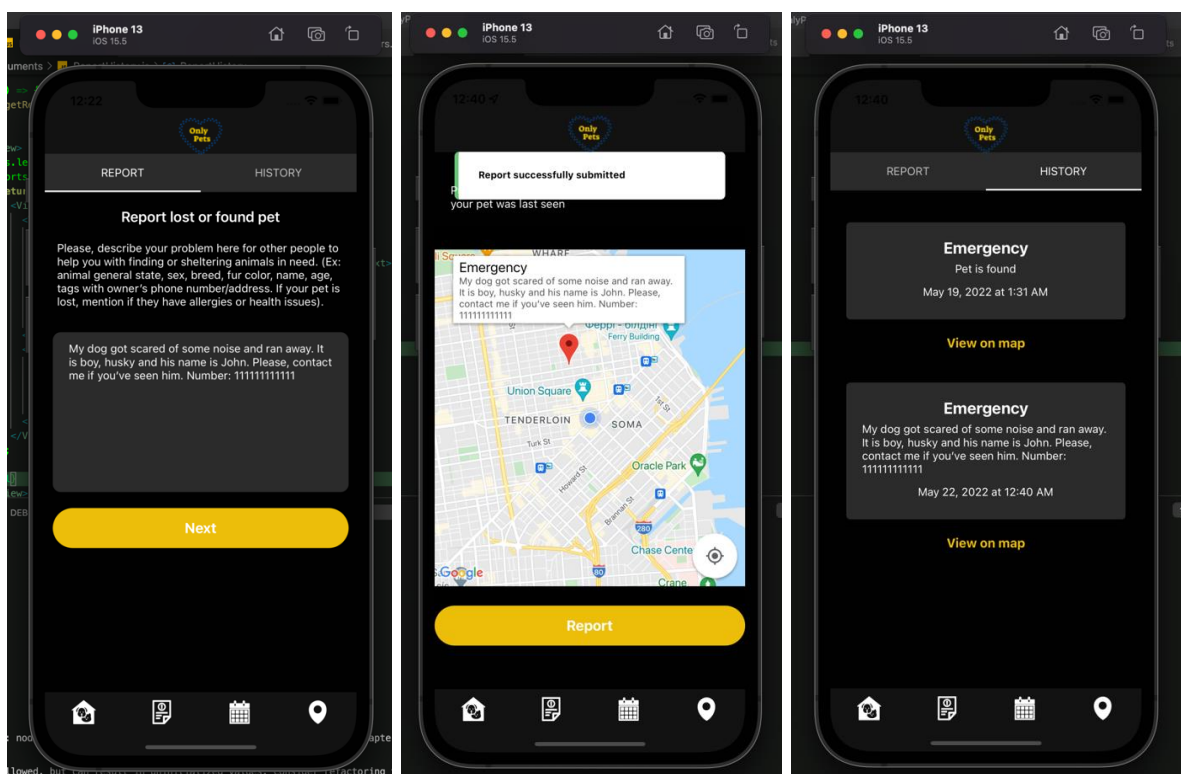 iPhone 13
iOS 15.5
12:22
Only
Pets
REPORT
HISTORY
Report lost or found pet
Please, describe your problem here for other people to
help you with finding or sheltering animals in need. (Ex:
animal general state, sex, breed, fur color, name, age,
tags with owner's phone number/address. If your pet is
lost, mention if they have allergies or health issues).
My dog got scared of some noise and ran away. It
is boy, husky and his name is John. Please, contact
me if you've seen him. Number: 111111111111
Next
iPhone 13
iOS 15.5
12:40
Only
Pets
Report successfully submitted
your pet was last seen
WHARF
Emergency
My dog got scared of some noise and ran away.
It is boy, husky and his name is John. Please,
contact me if you've seen him. Number:
111111111111
Ferry Building
Union Square
1st St
TENDERLOIN
SOMA
Turk St
Oracle Park
Howard St
Brannan St
280
Chase Cente
Google
80
Crane
Report
iPhone 13
iOS 15.5
12:40
Only
Pets
REPORT
HISTORY
Emergency
Pet is found
May 19, 2022 at 1:31 AM
View on map
Emergency
My dog got scared of some noise and ran away.
It is boy, husky and his name is John. Please,
contact me if you've seen him. Number:
111111111111
May 22, 2022 at 12:40 AM
View on map